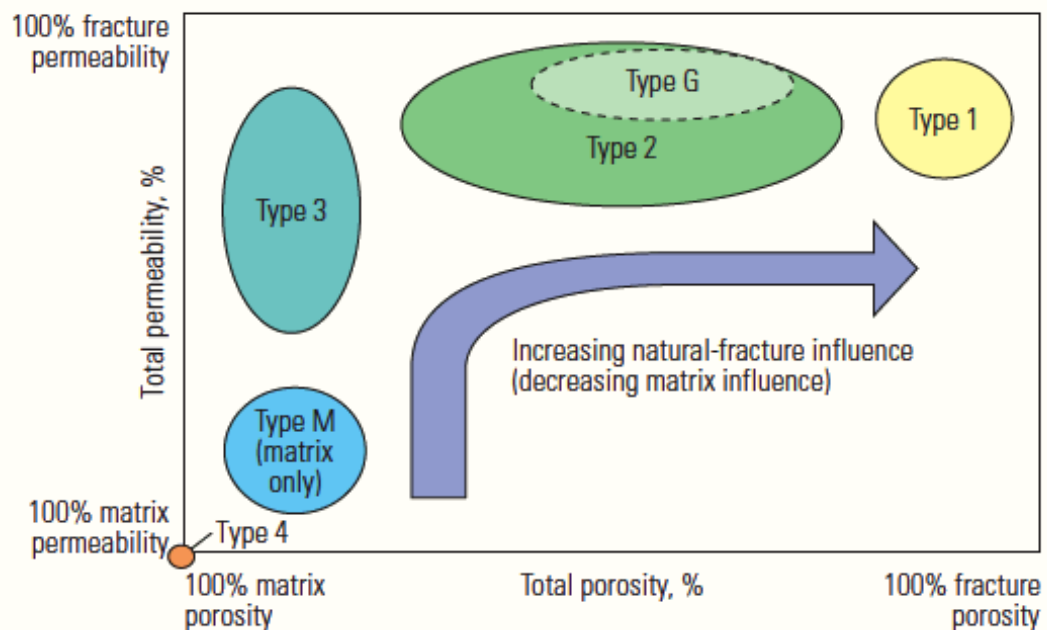 100% fracture
permeability
Type G
Type 1
Type 2
Type 3
Total permeability, %
Increasing natural-fracture influence
(decreasing matrix influence)
Type M
(matrix
only)
100% matrix
permeability
Type 4
100% matrix
porosity
Total porosity, %
100% fracture
porosity